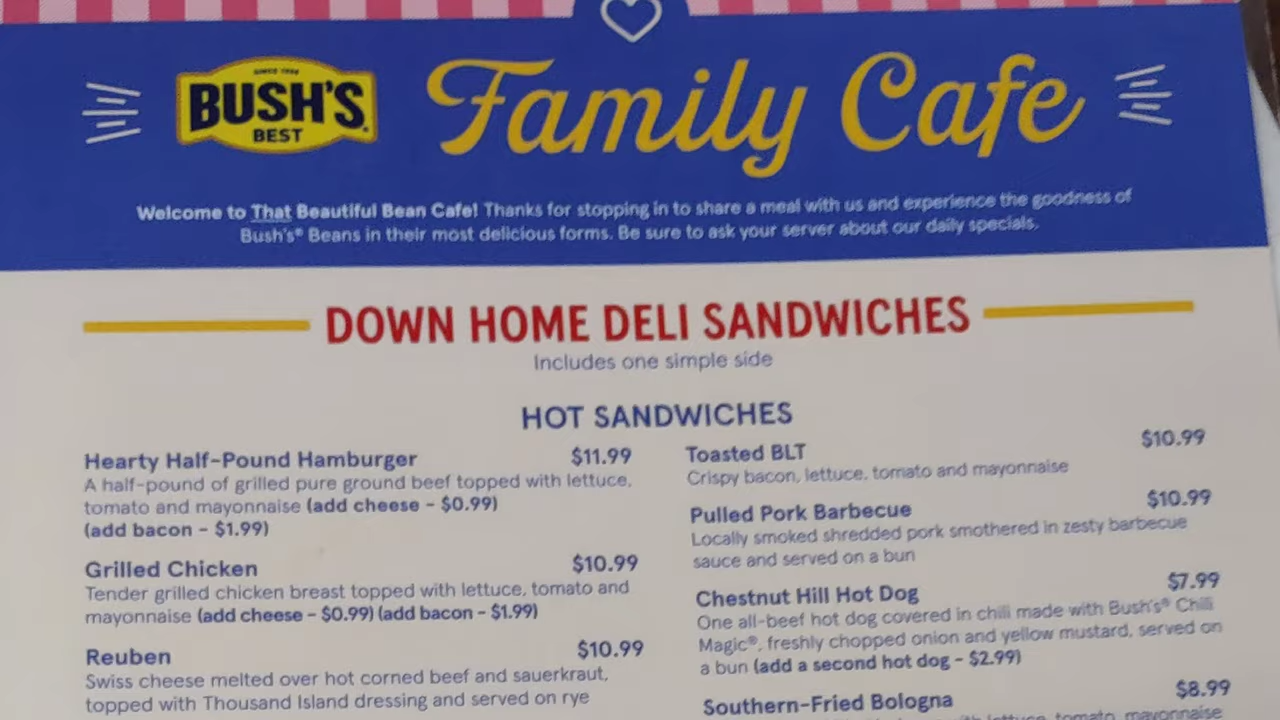 SINCE 1908
BUSH'S
BEST
Family Cafe
Welcome to That Beautiful Bean Cafe! Thanks for stopping in to share a meal with us and experience the goodness of
Bush's® Beans in their most delicious forms. Be sure to ask your server about our daily specials.
DOWN HOME DELI SANDWICHES
Includes one simple side
HOT SANDWICHES
Hearty Half-Pound Hamburger $11.99
A half-pound of grilled pure ground beef topped with lettuce,
tomato and mayonnaise (add cheese - $0.99)
(add bacon - $1.99)
Grilled Chicken $10.99
Tender grilled chicken breast topped with lettuce, tomato and
mayonnaise (add cheese - $0.99) (add bacon - $1.99)
Reuben $10.99
Swiss cheese melted over hot corned beef and sauerkraut,
topped with Thousand Island dressing and served on rye
Toasted BLT $10.99
Crispy bacon, lettuce, tomato and mayonnaise
Pulled Pork Barbecue $10.99
Locally smoked shredded pork smothered in zesty barbecue
sauce and served on a bun
Chestnut Hill Hot Dog $7.99
One all-beef hot dog covered in chili made with Bush's® Chili
Magic®, freshly chopped onion and yellow mustard, served on
a bun (add a second hot dog - $2.99)
Southern-Fried Bologna $8.99
with lettuce, tomato, mayonnaise